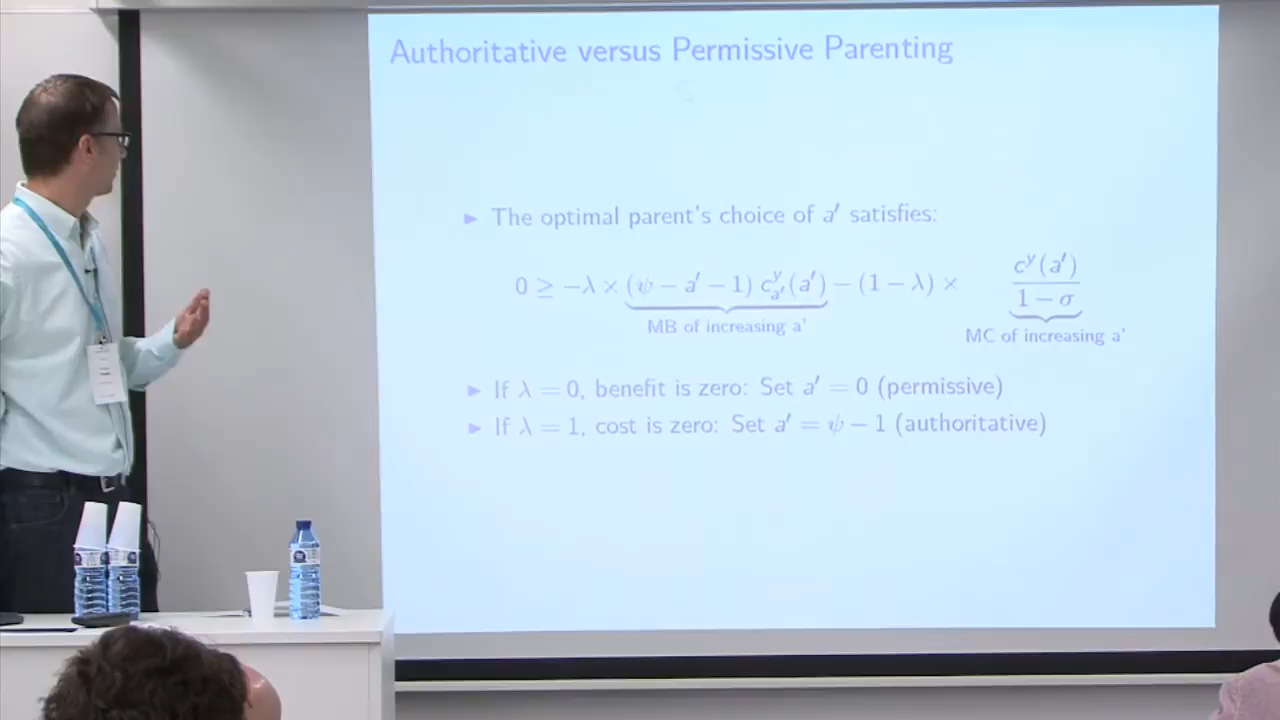 Authoritative versus Permissive Parenting
▶ The optimal parent's choice of a′ satisfies:
0 ≥ −λ × (ψ − a′ − 1) c^y_{a′}(a′) − (1 − λ) × c^y(a′) / (1 − σ)
MB of increasing a'
MC of increasing a'
▶ If λ = 0, benefit is zero: Set a′ = 0 (permissive)
▶ If λ = 1, cost is zero: Set a′ = ψ − 1 (authoritative)